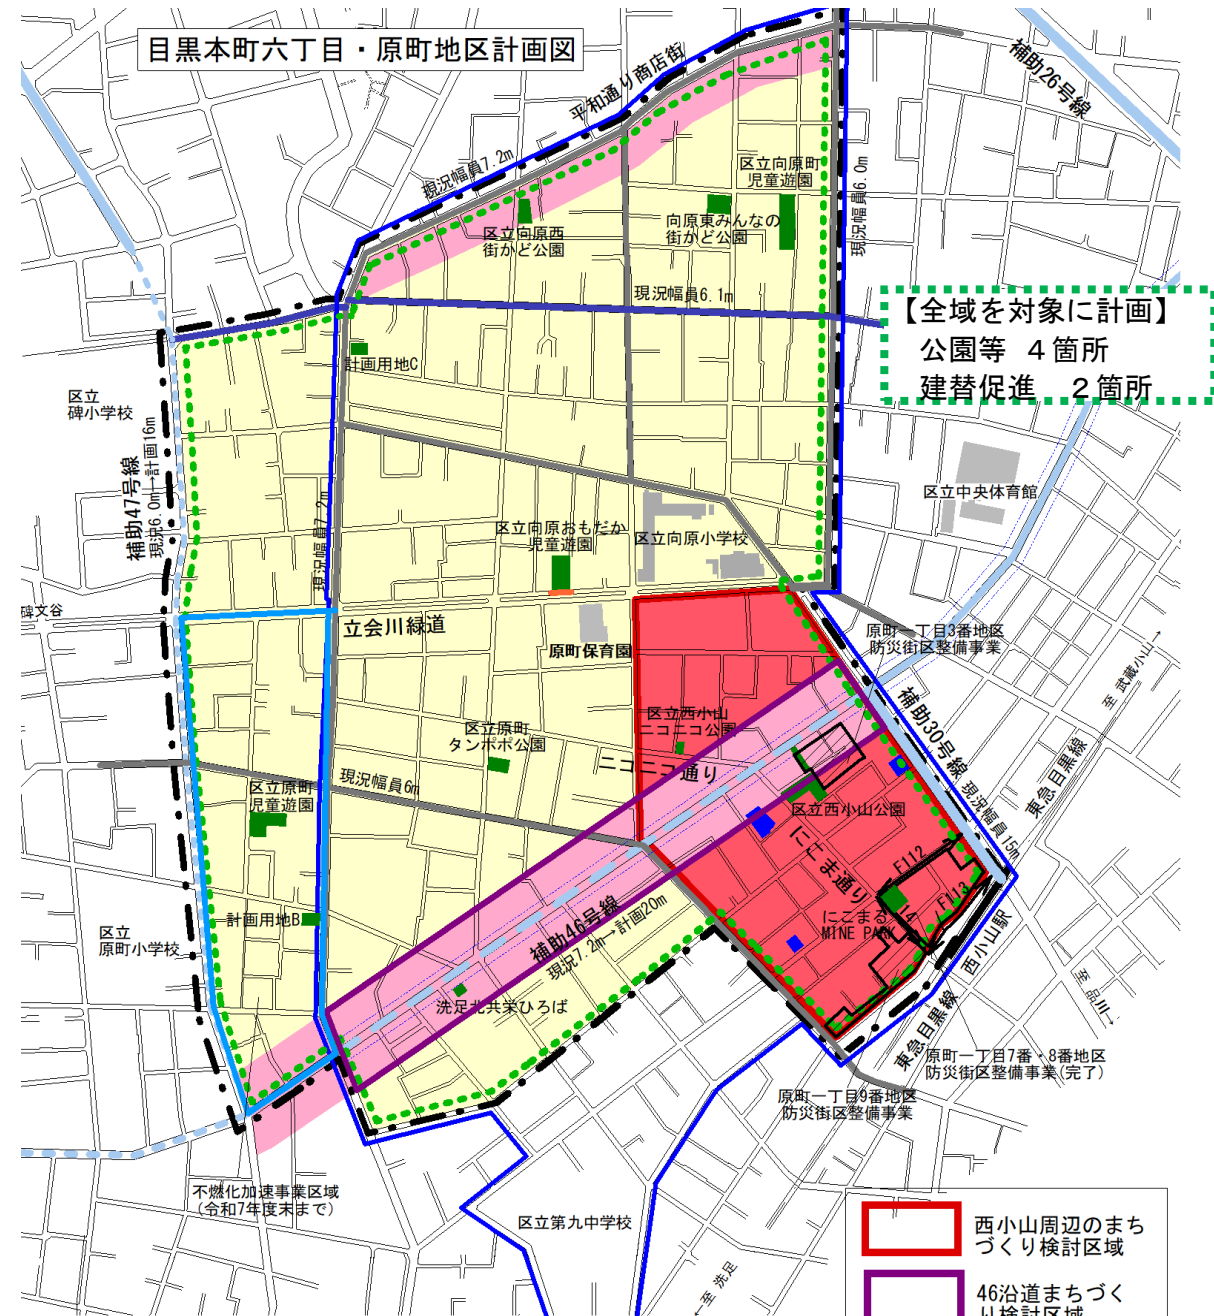 目黒本町六丁目・原町地区計画図
補助26号線
平和通り商店街
現況幅員7.2m
区立向原町
児童遊園
現況幅員6.0m
向原東みんなの
街かど公園
区立向原西
街かど公園
現況幅員6.1m
【全域を対象に計画】
公園等 4箇所
建替促進 2箇所
計画用地C
区立
碑小学校
補助47号線
現況6.0m→計画16m
区立中央体育館
現況幅員7.2m
区立向原おもだか
児童遊園
区立向原小学校
碑文谷
立会川緑道
原町保育園
原町一丁目3番地区
防災街区整備事業
至 武蔵小山→
補助30号線
現況幅員15m
東急目黒線
区立西小山
ニコニコ公園
区立原町
タンポポ公園
ニコニコ通り
現況幅員6m
区立原町
児童遊園
区立西小山公園
にこま通り
F112
F113
にこまる
MINE PARK
計画用地B
区立
原町小学校
補助46号線
現況7.2m→計画20m
西小山駅
至 品川→
洗足北共栄ひろば
東急目黒線
原町一丁目7番・8番地区
防災街区整備事業(完了)
原町一丁目9番地区
防災街区整備事業
不燃化加速事業区域
(令和7年度末まで)
区立第九中学校
←至 洗足
西小山周辺のまち
づくり検討区域
46沿道まちづく
り検討区域